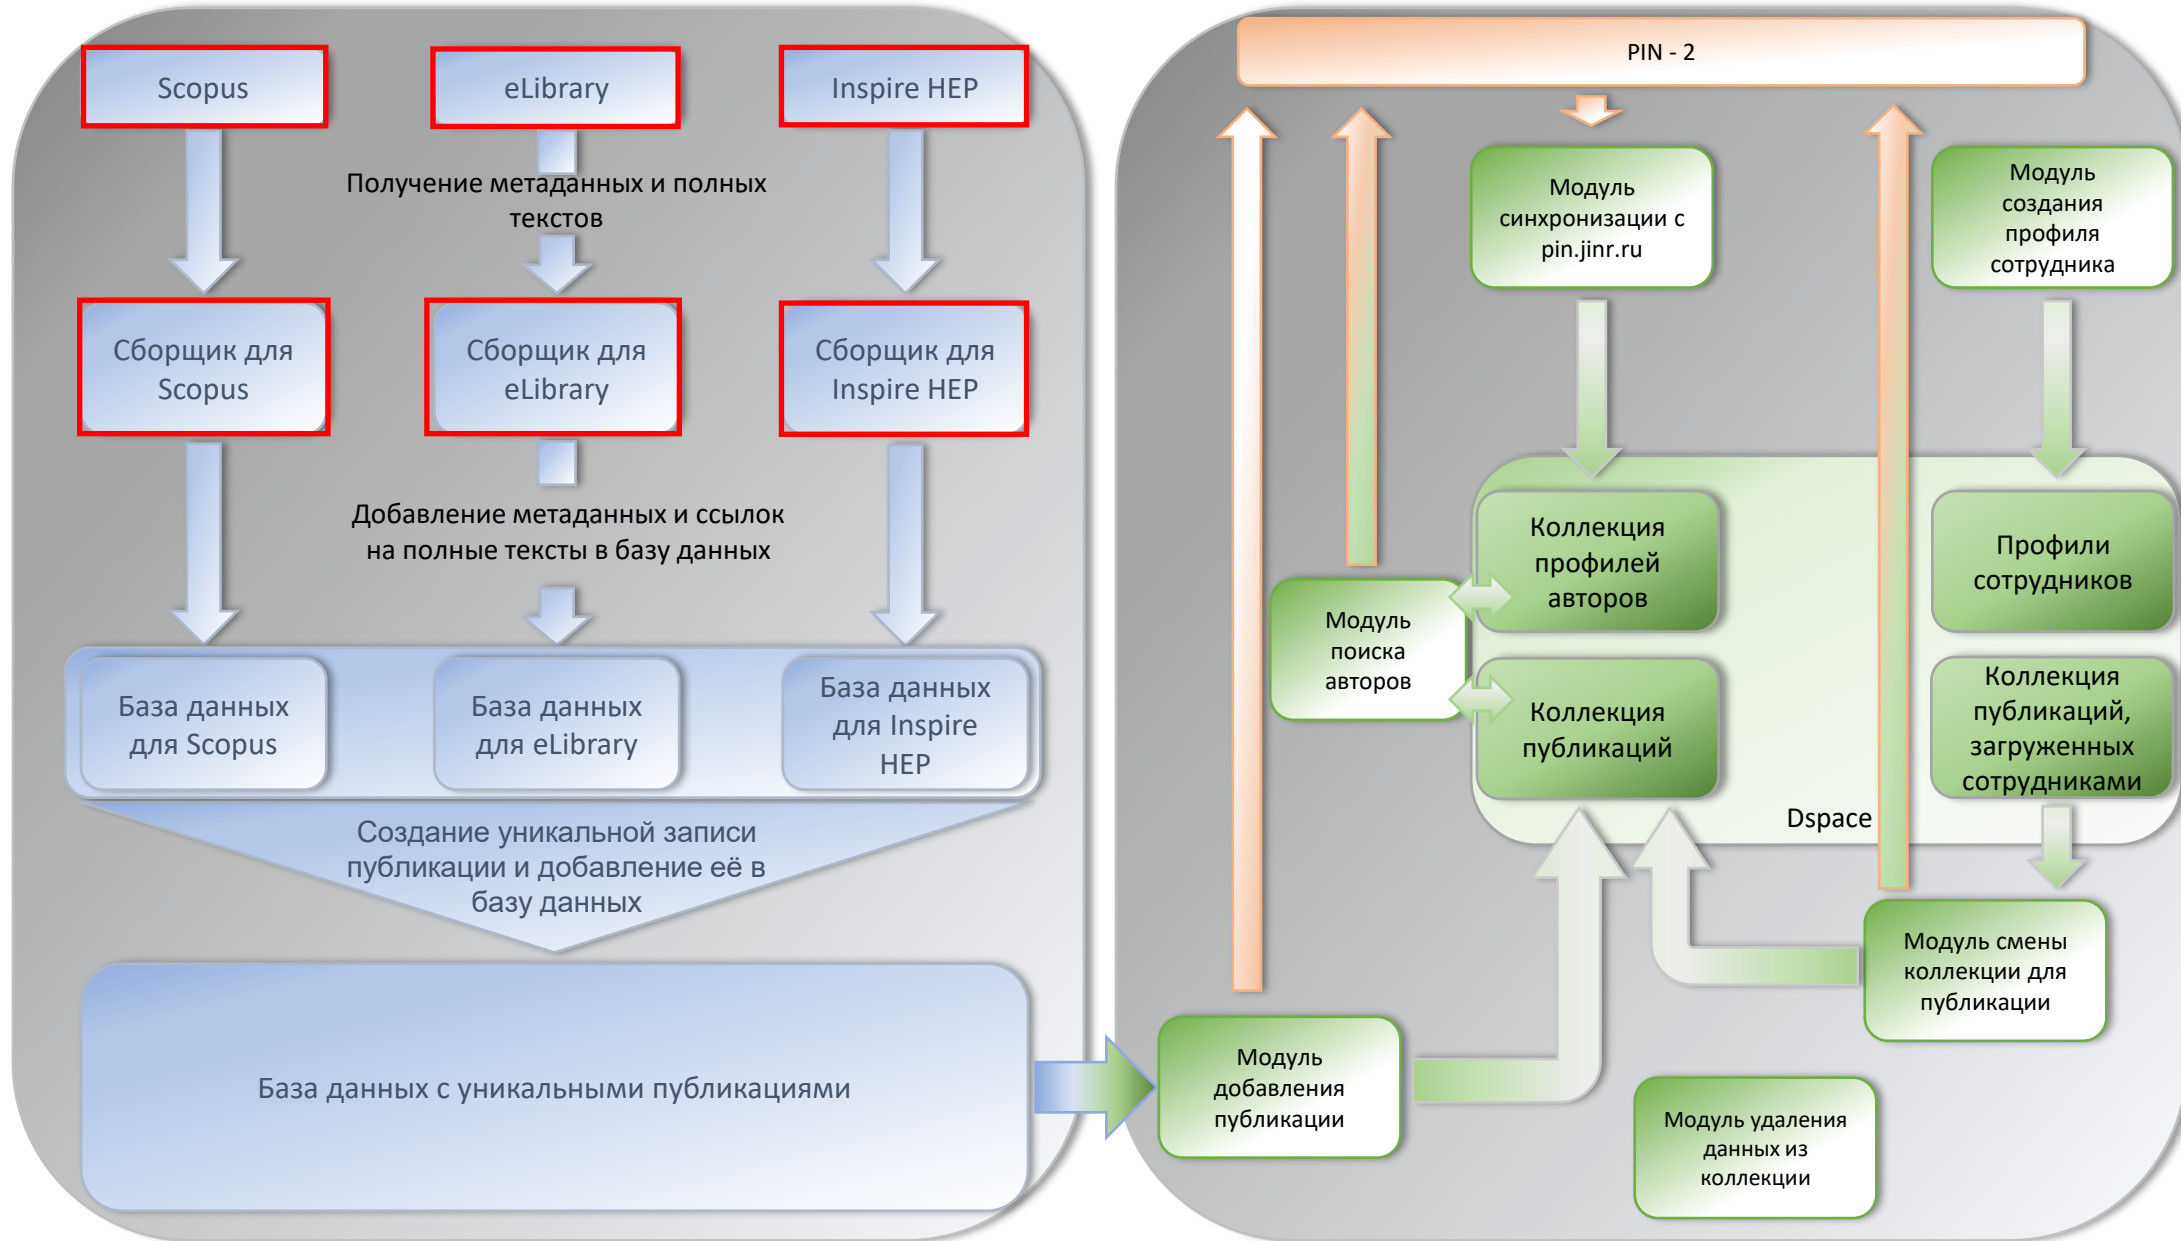 Scopus
eLibrary
Inspire HEP
Получение метаданных и полных
текстов
Сборщик для
Scopus
Сборщик для
eLibrary
Сборщик для
Inspire HEP
Добавление метаданных и ссылок
на полные тексты в базу данных
База данных
для Scopus
База данных
для eLibrary
База данных
для Inspire
HEP
Создание уникальной записи
публикации и добавление её в
базу данных
База данных с уникальными публикациями
PIN - 2
Модуль
синхронизации с
pin.jinr.ru
Модуль
создания
профиля
сотрудника
Коллекция
профилей
авторов
Профили
сотрудников
Модуль
поиска
авторов
Коллекция
публикаций
Коллекция
публикаций,
загруженных
сотрудниками
Dspace
Модуль смены
коллекции для
публикации
Модуль
добавления
публикации
Модуль удаления
данных из
коллекции